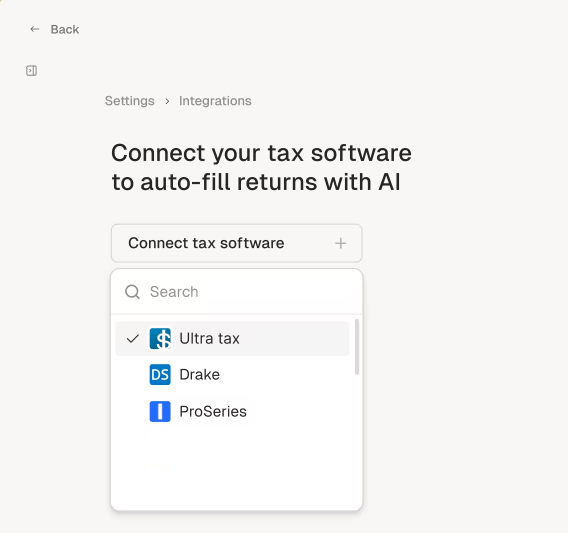 Back
Settings
Integrations
Connect your tax software
to auto-fill returns with AI
Connect tax software
Search
$ Ultra tax
DS Drake
ProSeries